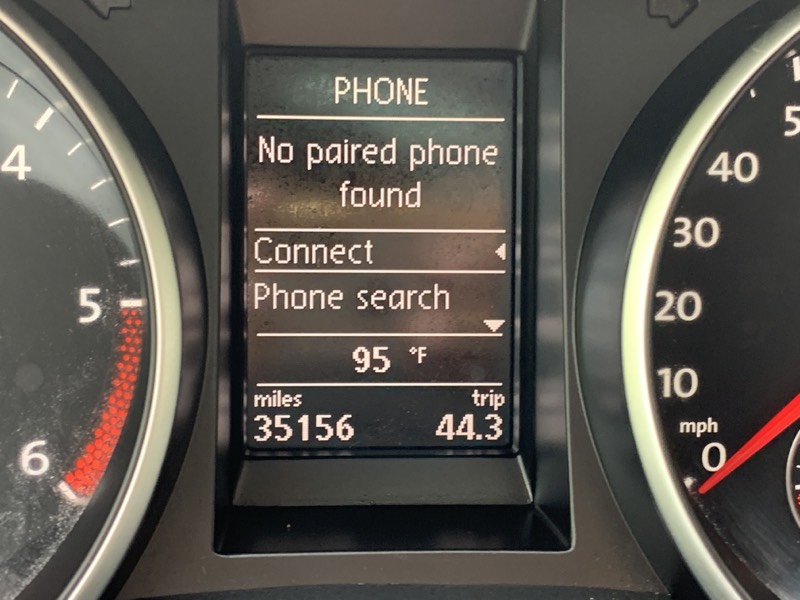 PHONE
No paired phone
found
Connect
Phone search
95 °F
miles trip
35156 44.3
4
5
6
5
40
30
20
10
mph
0